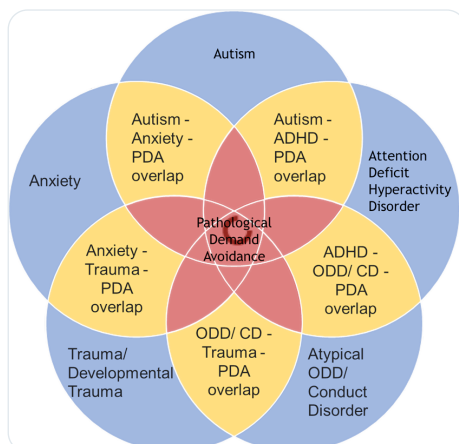 Autism
Autism -
Anxiety -
PDA
overlap
Autism -
ADHD -
PDA
overlap
Anxiety
Attention
Deficit
Hyperactivity
Disorder
Pathological
Demand
Avoidance
Anxiety -
Trauma -
PDA
overlap
ADHD -
ODD/ CD -
PDA
overlap
ODD/ CD -
Trauma -
PDA
overlap
Trauma/
Developmental
Trauma
Atypical
ODD/
Conduct
Disorder